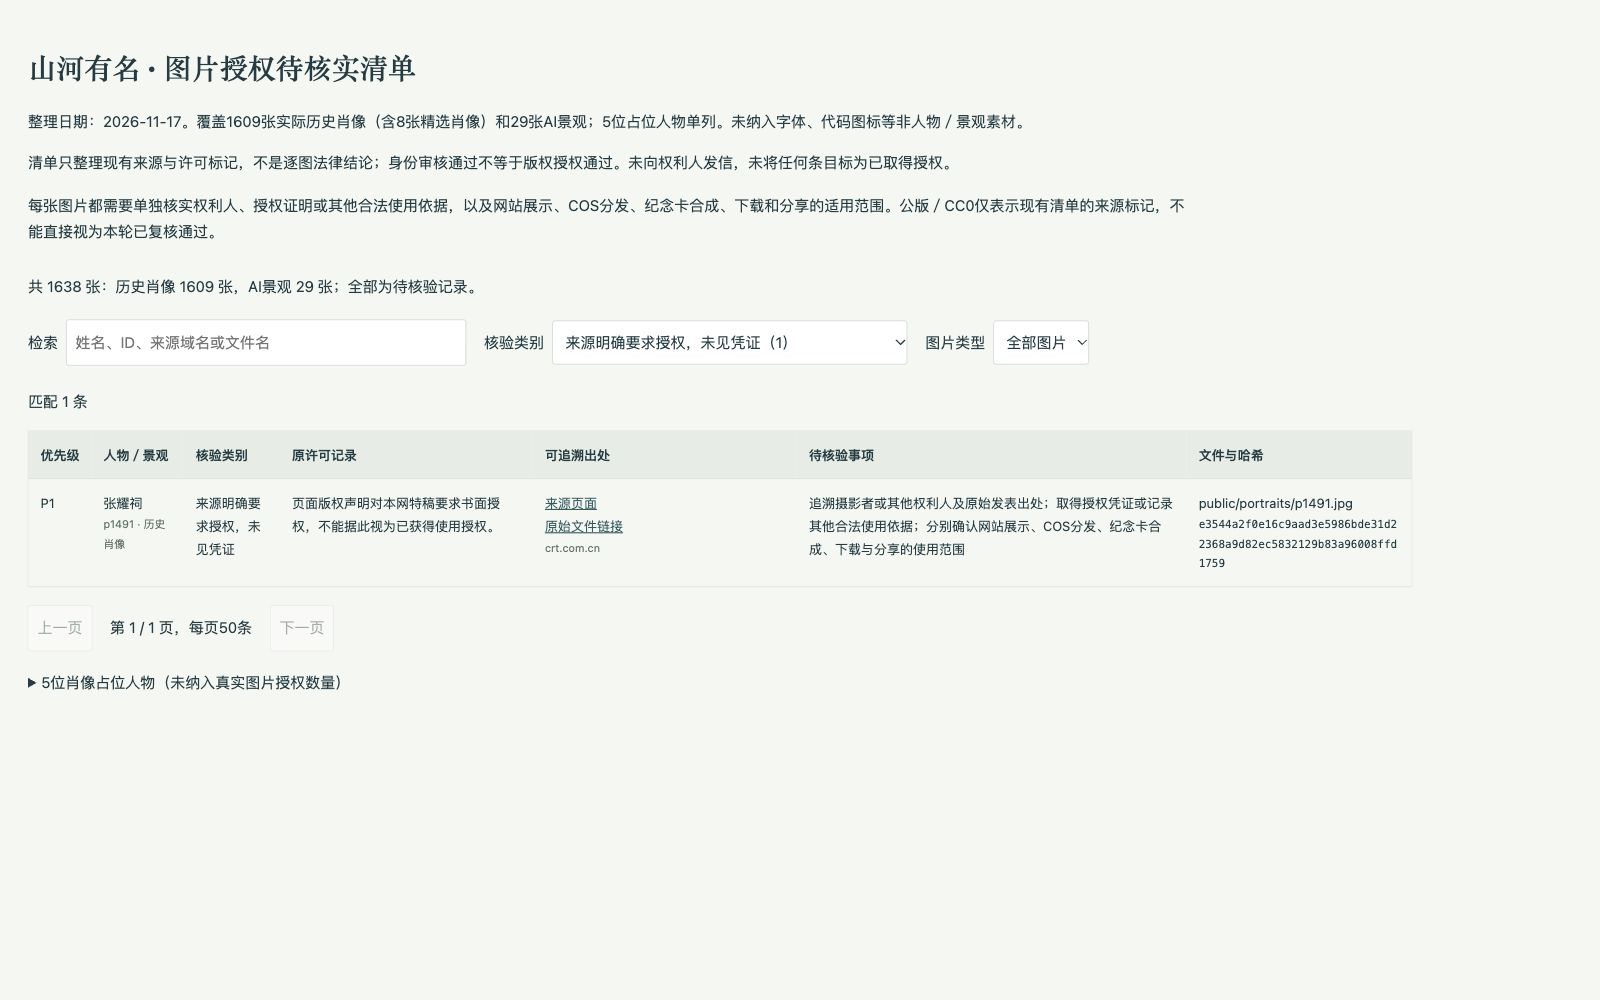 山河有名 · 图片授权待核实清单
整理日期：2026-11-17。覆盖1609张实际历史肖像（含8张精选肖像）和29张AI景观；5位占位人物单列。未纳入字体、代码图标等非人物 / 景观素材。
清单只整理现有来源与许可标记，不是逐图法律结论；身份审核通过不等于版权授权通过。未向权利人发信，未将任何条目标为已取得授权。
每张图片都需要单独核实权利人、授权证明或其他合法使用依据，以及网站展示、COS分发、纪念卡合成、下载和分享的适用范围。公版 / CC0仅表示现有清单的来源标记，不
能直接视为本轮已复核通过。
共 1638 张：历史肖像 1609 张，AI景观 29 张；全部为待核验记录。
检索 姓名、ID、来源域名或文件名 核验类别 来源明确要求授权，未见凭证（1） 图片类型 全部图片
匹配 1 条
优先级 人物 / 景观 核验类别 原许可记录 可追溯出处 待核验事项 文件与哈希
P1 张耀祠 来源明确要 页面版权声明对本网特稿要求书面授 来源页面 追溯摄影者或其他权利人及原始发表出处；取得授权凭证或记录 public/portraits/p1491.jpg
p1491 · 历史 求授权，未 权，不能据此视为已获得使用授权。 原始文件链接 其他合法使用依据；分别确认网站展示、COS分发、纪念卡合 e3544a2f0e16c9aad3e5986bde31d2
肖像 见凭证 crt.com.cn 成、下载与分享的使用范围 2368a9d82ec5832129b83a96008ffd
1759
上一页 第 1 / 1 页，每页50条 下一页
5位肖像占位人物（未纳入真实图片授权数量）